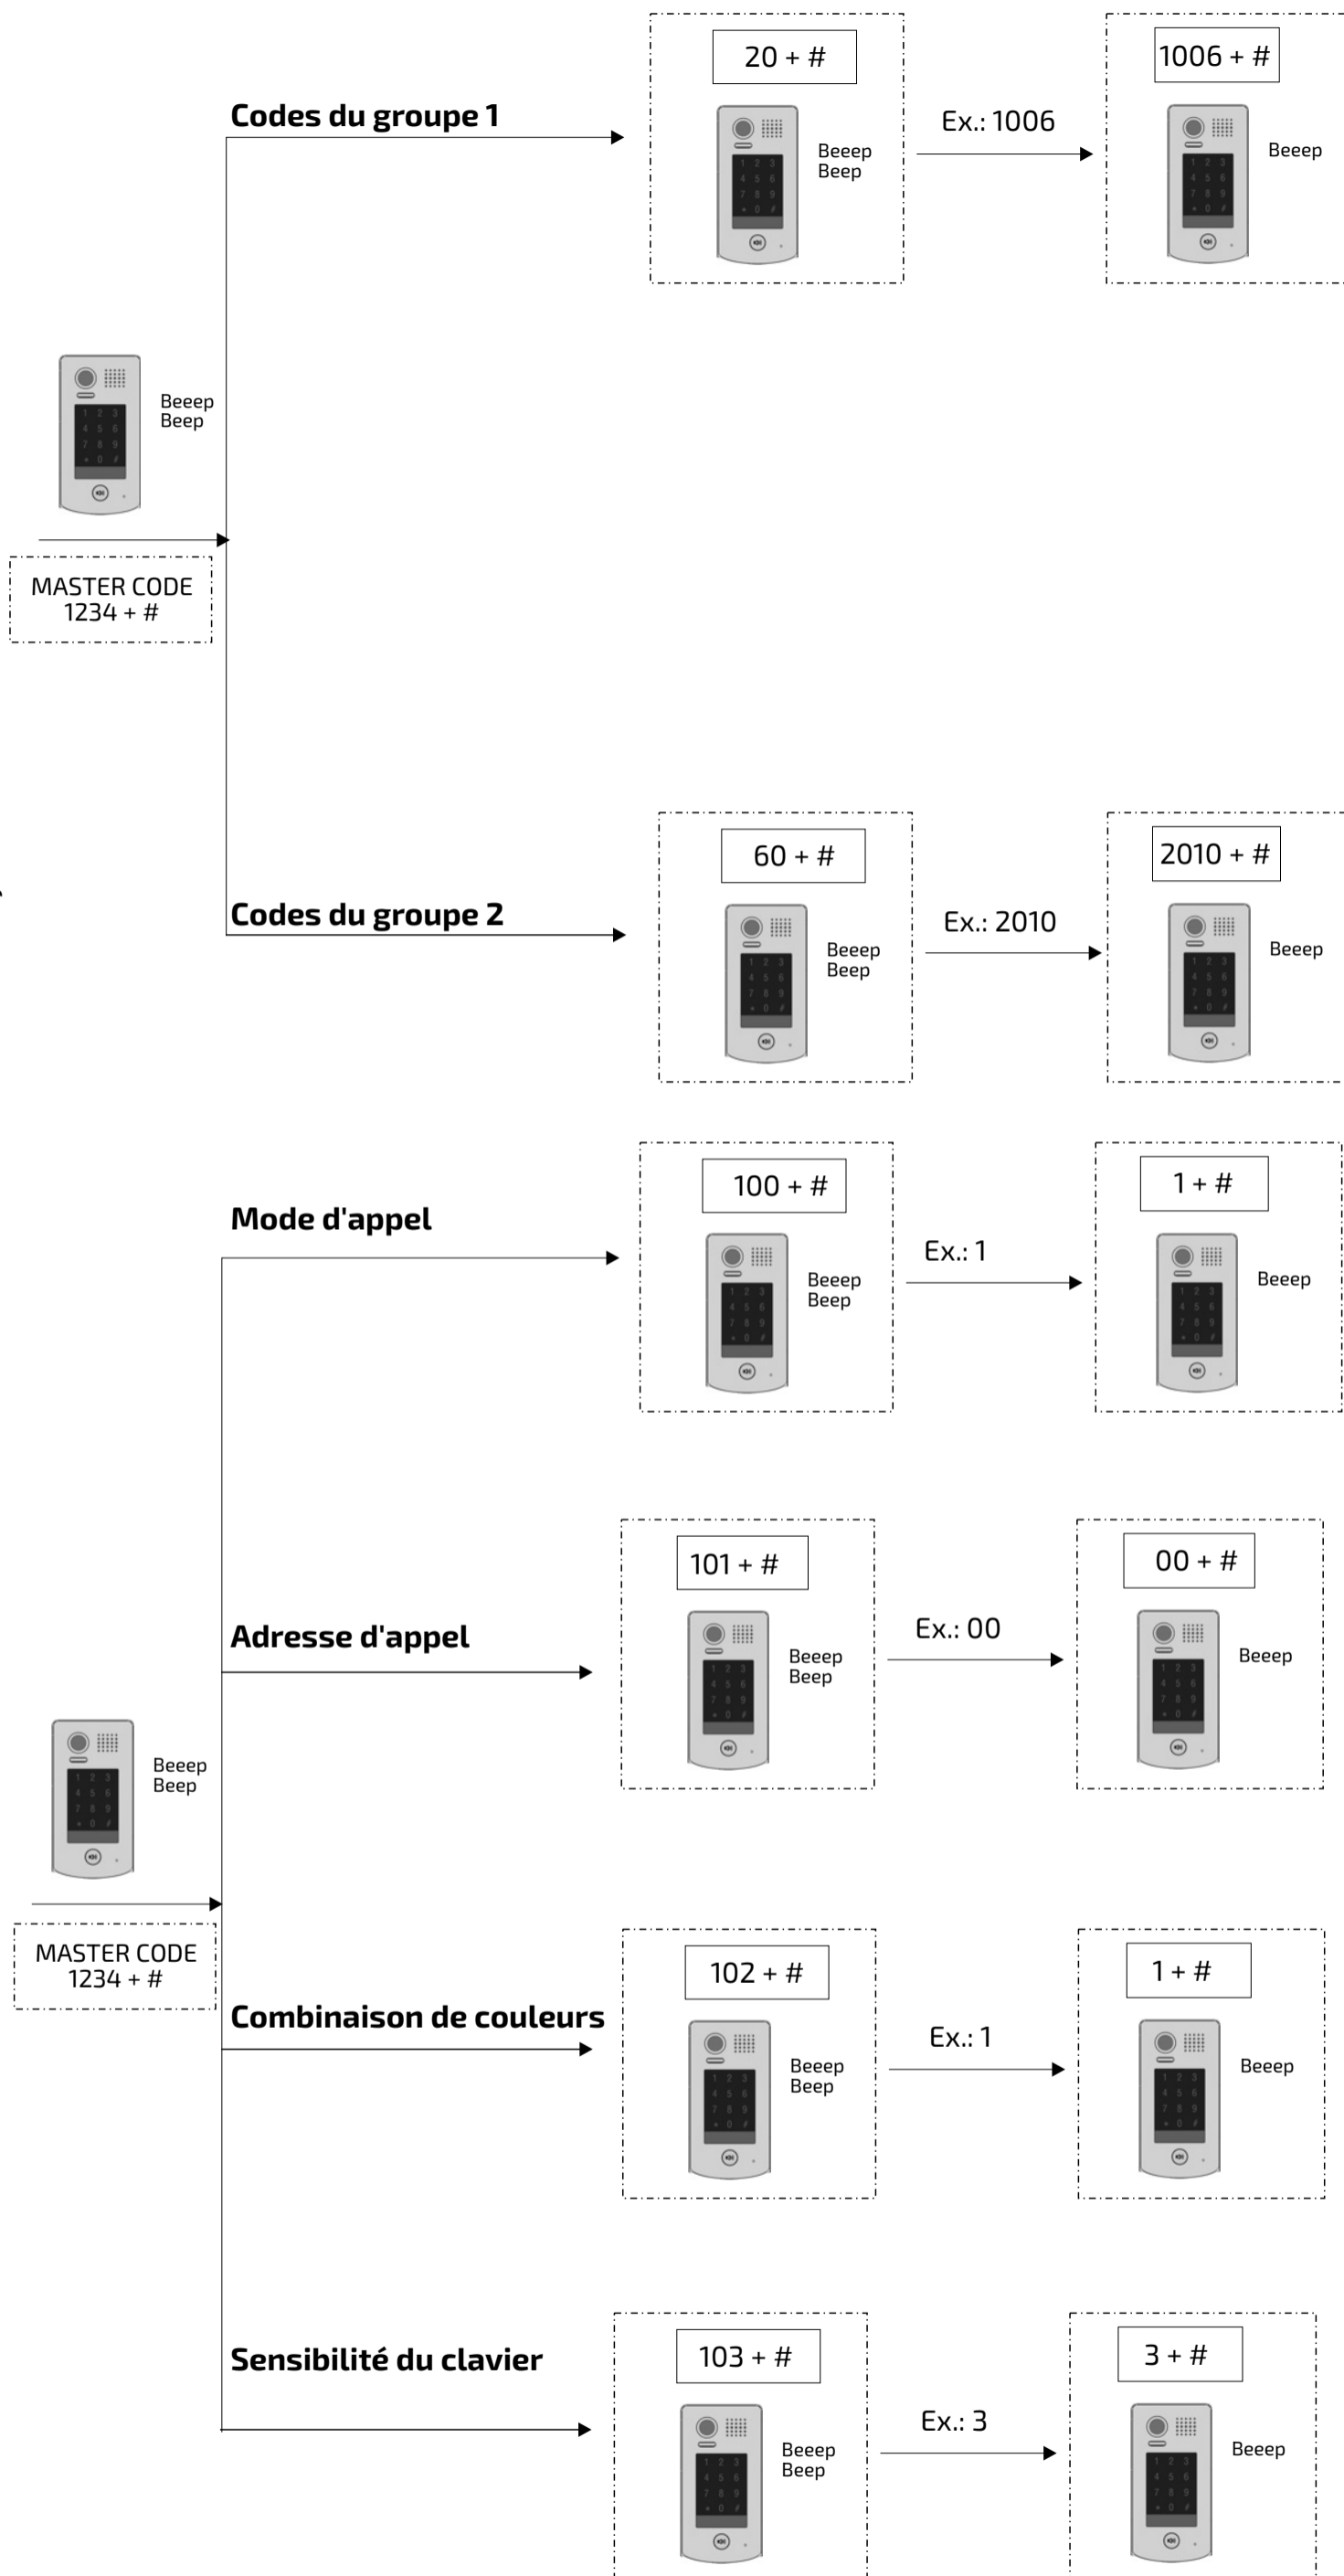 20 + #
1006 + #
Codes du groupe 1
Ex.: 1006
Beeep
Beep
Beeep
Beeep
Beep
MASTER CODE
1234 + #
60 + #
2010 + #
Codes du groupe 2
Ex.: 2010
Beeep
Beep
Beeep
100 + #
1 + #
Mode d'appel
Ex.: 1
Beeep
Beep
Beeep
101 + #
00 + #
Adresse d'appel
Ex.: 00
Beeep
Beep
Beeep
Beeep
Beep
MASTER CODE
1234 + #
102 + #
1 + #
Combinaison de couleurs
Ex.: 1
Beeep
Beep
Beeep
103 + #
3 + #
Sensibilité du clavier
Ex.: 3
Beeep
Beep
Beeep